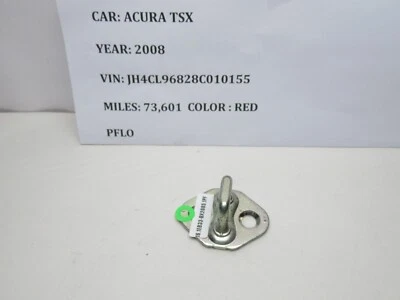 CAR: ACURA TSX
YEAR: 2008
VIN: JH4CL96828C010155
MILES: 73,601 COLOR : RED
PFLO